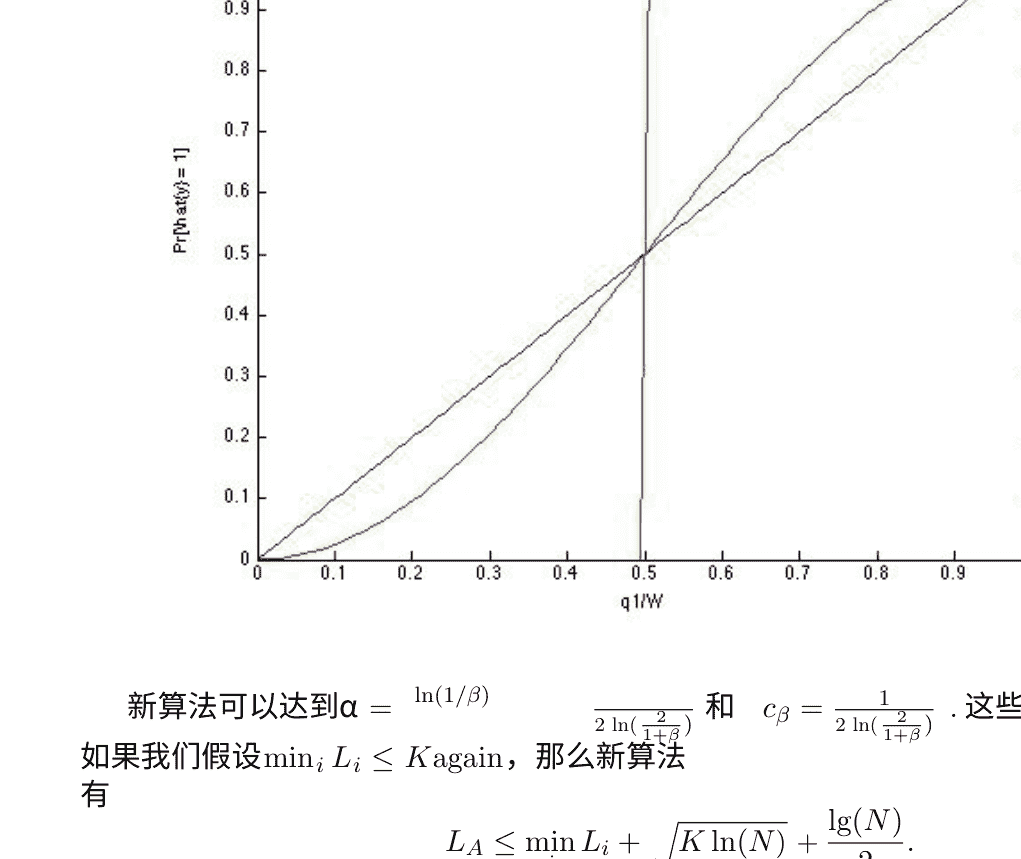 0.9
0.8
0.7
0.6
0.5
0.4
0.3
0.2
0.1
0
Pr[\hat{y} = 1]
0 0.1 0.2 0.3 0.4 0.5 0.6 0.7 0.8 0.9
q1/W
新算法可以达到α = ln(1/β) / 2 ln(2/(1+β)) 和 c_β = 1 / 2 ln(2/(1+β)) . 这些
如果我们假设min_i L_i ≤ Kagain，那么新算法
有
L_A ≤ min L_i + √(K ln(N)) + lg(N)/2.